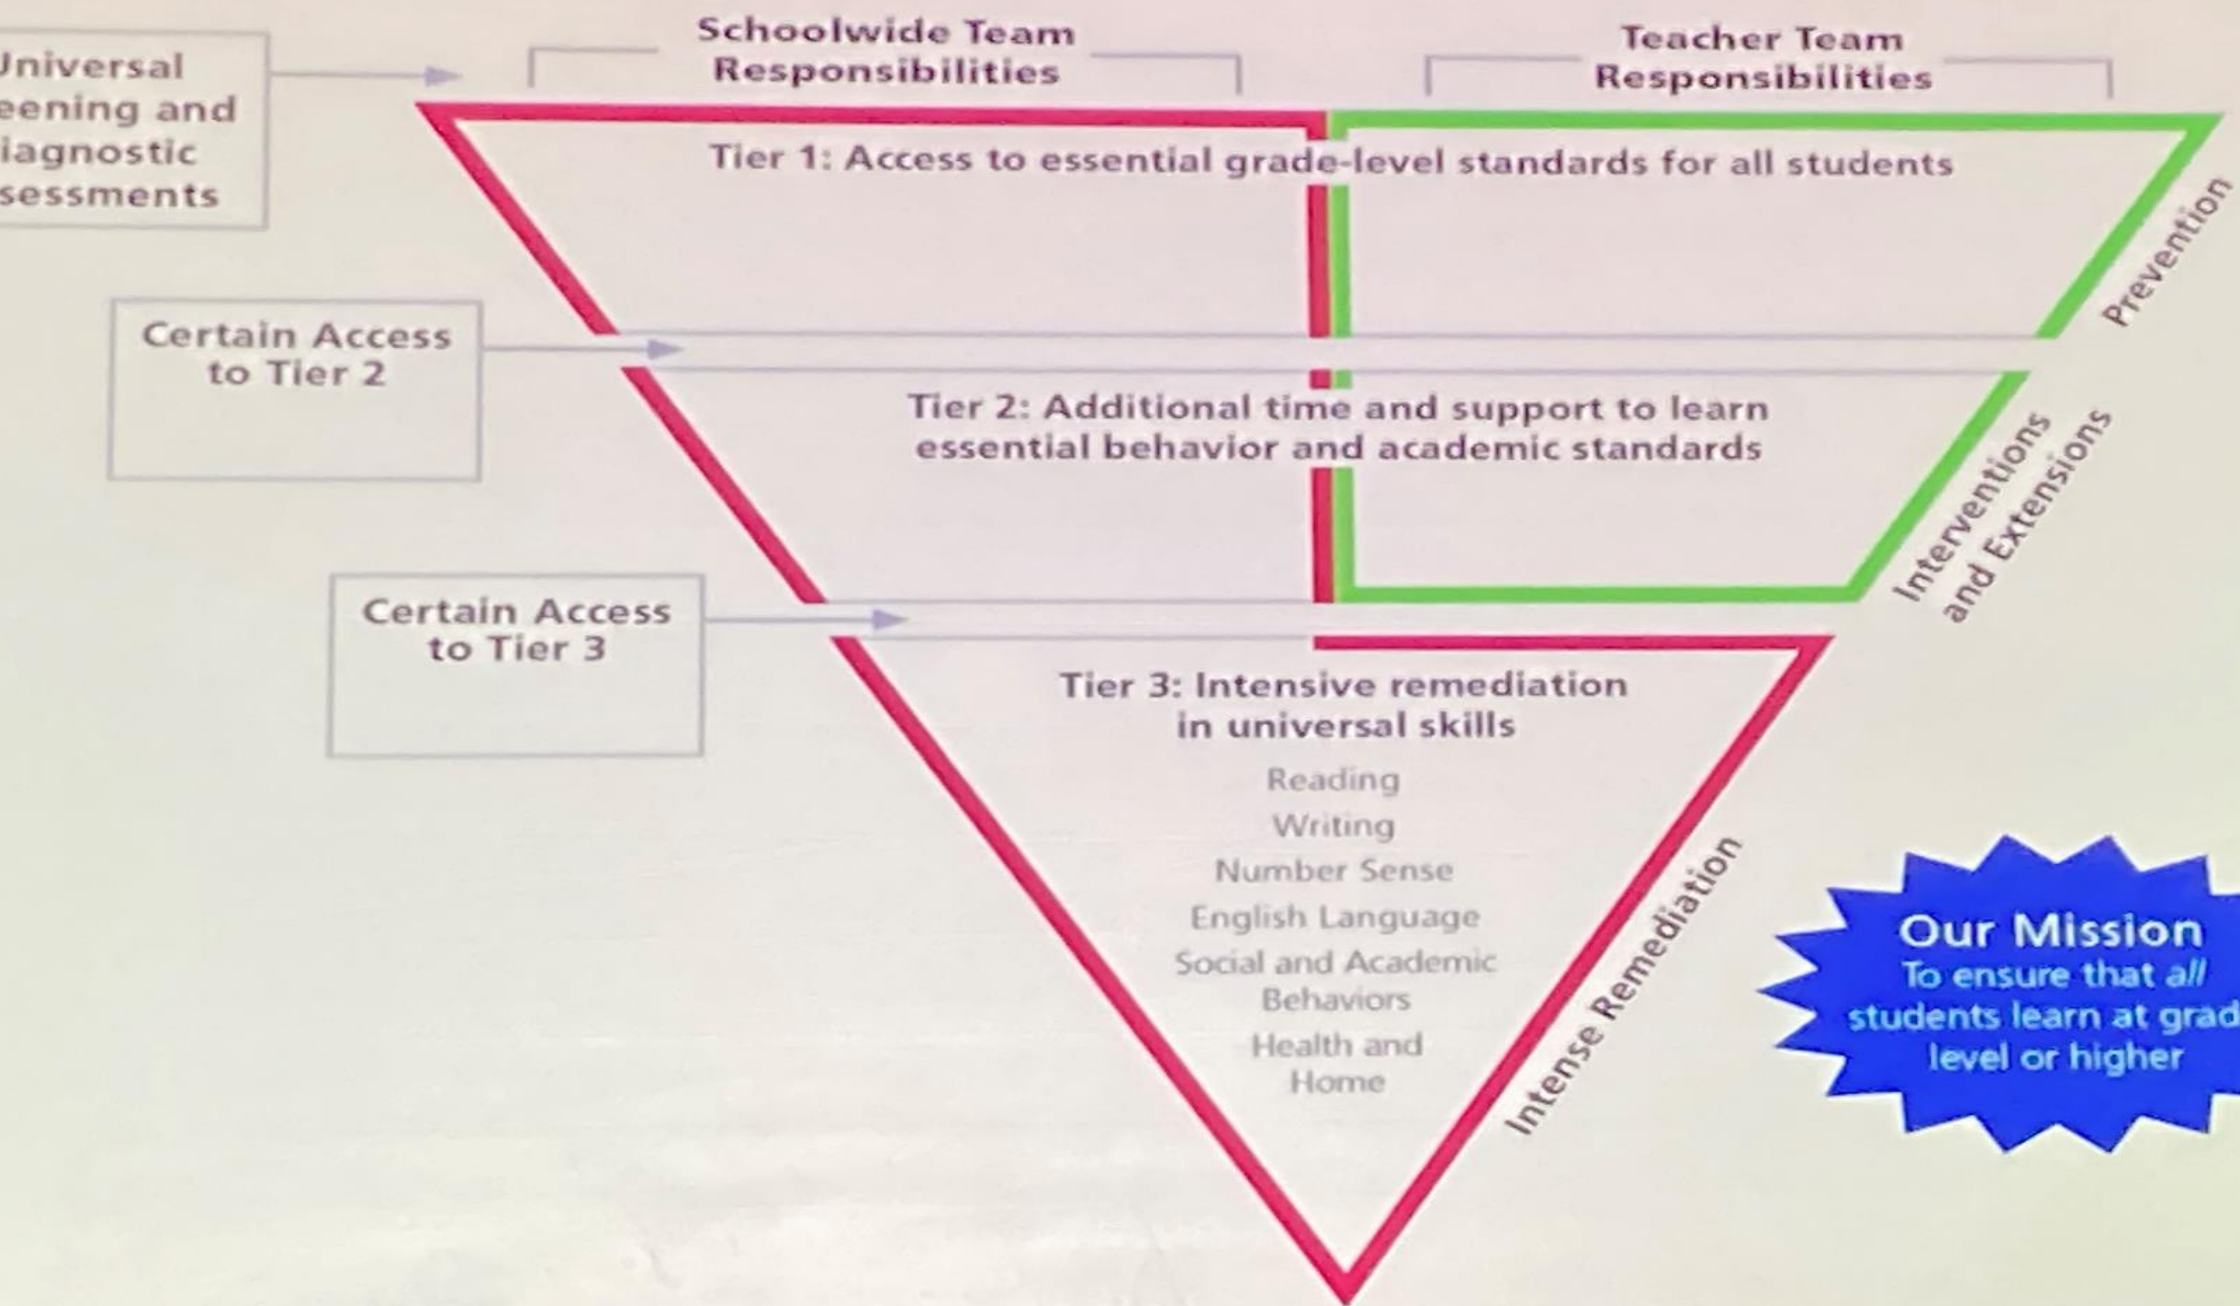 Schoolwide Team
Responsibilities
Teacher Team
Responsibilities
Universal
eening and
iagnostic
sessments
Tier 1: Access to essential grade-level standards for all students
Prevention
Certain Access
to Tier 2
Tier 2: Additional time and support to learn
essential behavior and academic standards
Interventions
and Extensions
Certain Access
to Tier 3
Tier 3: Intensive remediation
in universal skills
Reading
Writing
Number Sense
English Language
Social and Academic
Behaviors
Health and
Home
Intense Remediation
Our Mission
To ensure that all
students learn at grad
level or higher